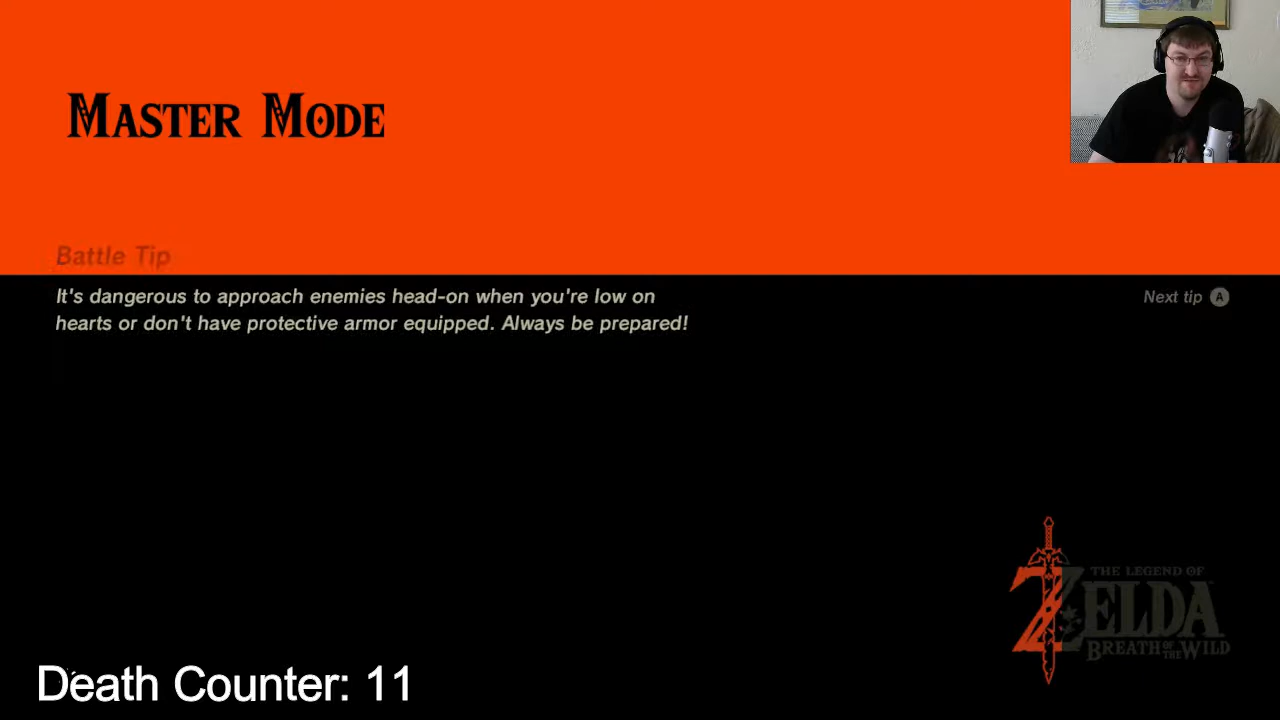 Master Mode
Battle Tip
It's dangerous to approach enemies head-on when you're low on
hearts or don't have protective armor equipped. Always be prepared!
Next tip A
THE LEGEND OF
ZELDA
BREATH OF THE WILD
Death Counter: 11